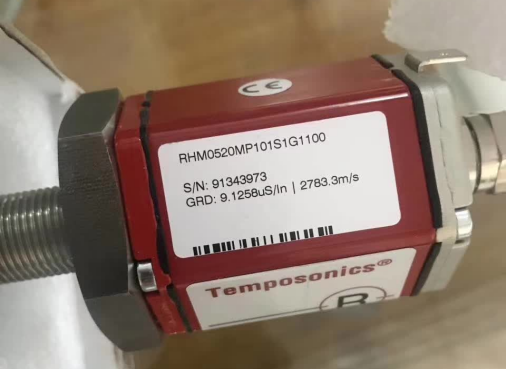 CE
RHM0520MP101S1G1100
S/N: 91343973
GRD: 9.1258uS/In | 2783.3m/s
Temposonics®
R